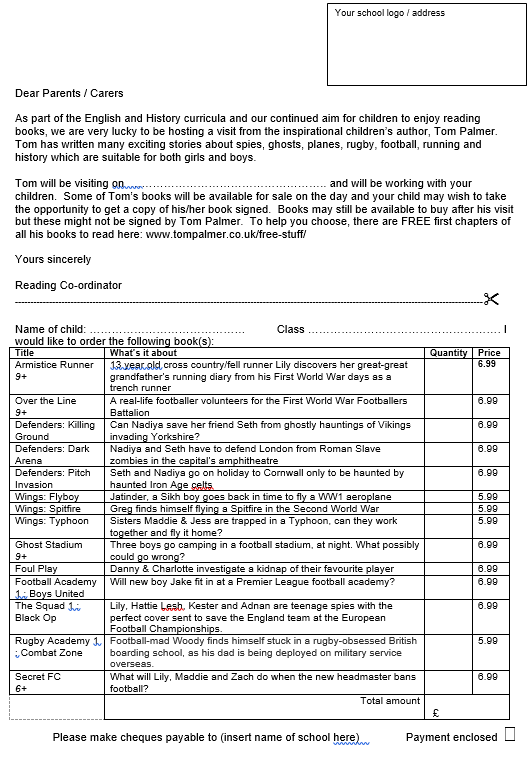 Your school logo / address
Dear Parents / Carers
As part of the English and History curricula and our continued aim for children to enjoy reading
books, we are very lucky to be hosting a visit from the inspirational children's author, Tom Palmer.
Tom has written many exciting stories about spies, ghosts, planes, rugby, football, running and
history which are suitable for both girls and boys.
Tom will be visiting on………………………………………………… and will be working with your
children. Some of Tom's books will be available for sale on the day and your child may wish to take
the opportunity to get a copy of his/her book signed. Books may still be available to buy after his visit
but these might not be signed by Tom Palmer. To help you choose, there are FREE first chapters of
all his books to read here: www.tompalmer.co.uk/free-stuff/
Yours sincerely
Reading Co-ordinator
Name of child: …………………………………… Class …………………………………………… I
would like to order the following book(s):
Title What's it about Quantity Price
Armistice Runner 13 year old cross country/fell runner Lily discovers her great-great 6.99
9+ grandfather's running diary from his First World War days as a
trench runner
Over the Line A real-life footballer volunteers for the First World War Footballers 6.99
9+ Battalion
Defenders: Killing Can Nadiya save her friend Seth from ghostly hauntings of Vikings 6.99
Ground invading Yorkshire?
Defenders: Dark Nadiya and Seth have to defend London from Roman Slave 6.99
Arena zombies in the capital's amphitheatre
Defenders: Pitch Seth and Nadiya go on holiday to Cornwall only to be haunted by 6.99
Invasion haunted Iron Age celts.
Wings: Flyboy Jatinder, a Sikh boy goes back in time to fly a WW1 aeroplane 5.99
Wings: Spitfire Greg finds himself flying a Spitfire in the Second World War 5.99
Wings: Typhoon Sisters Maddie & Jess are trapped in a Typhoon, can they work 5.99
together and fly it home?
Ghost Stadium Three boys go camping in a football stadium, at night. What possibly 6.99
9+ could go wrong?
Foul Play Danny & Charlotte investigate a kidnap of their favourite player 6.99
Football Academy Will new boy Jake fit in at a Premier League football academy? 6.99
1 : Boys United
The Squad 1 : Lily, Hattie Lesh, Kester and Adnan are teenage spies with the 6.99
Black Op perfect cover sent to save the England team at the European
Football Championships.
Rugby Academy 1 Football-mad Woody finds himself stuck in a rugby-obsessed British 5.99
: Combat Zone boarding school, as his dad is being deployed on military service
overseas.
Secret FC What will Lily, Maddie and Zach do when the new headmaster bans 6.99
6+ football?
Total amount
£
Please make cheques payable to (insert name of school here) Payment enclosed